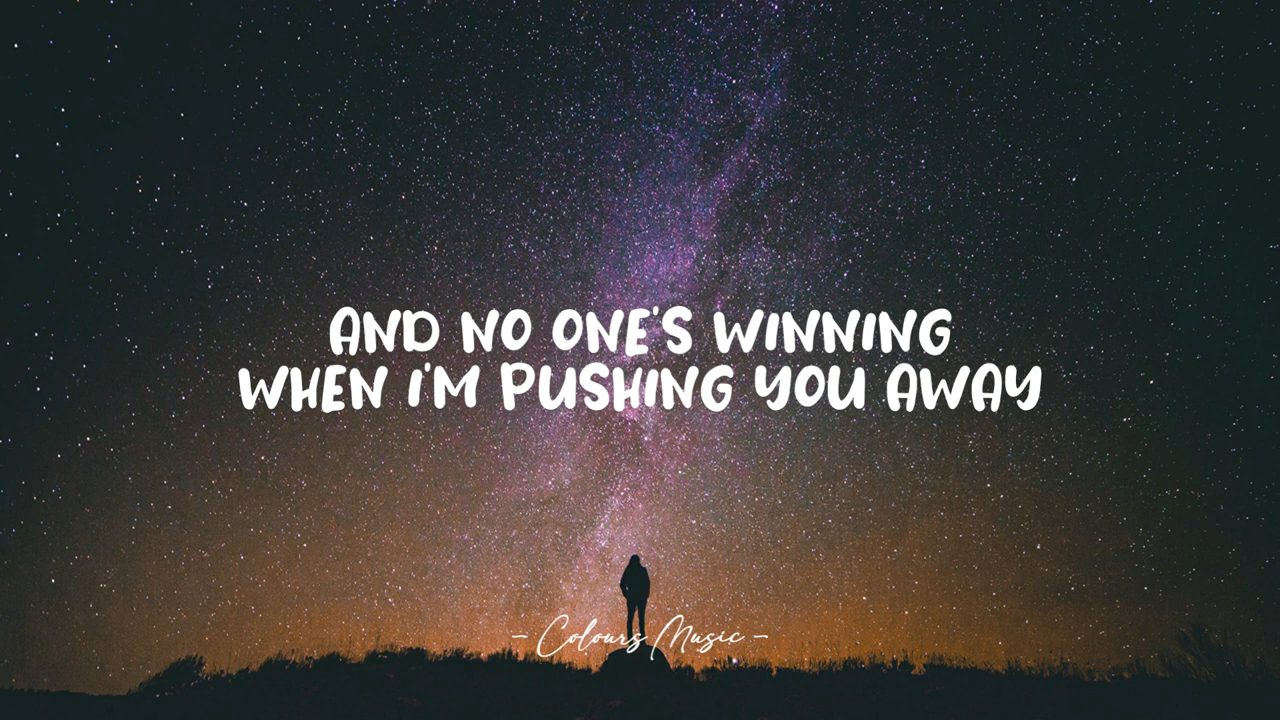 AND NO ONE'S WINNING
WHEN I'M PUSHING YOU AWAY
- Colours Music -